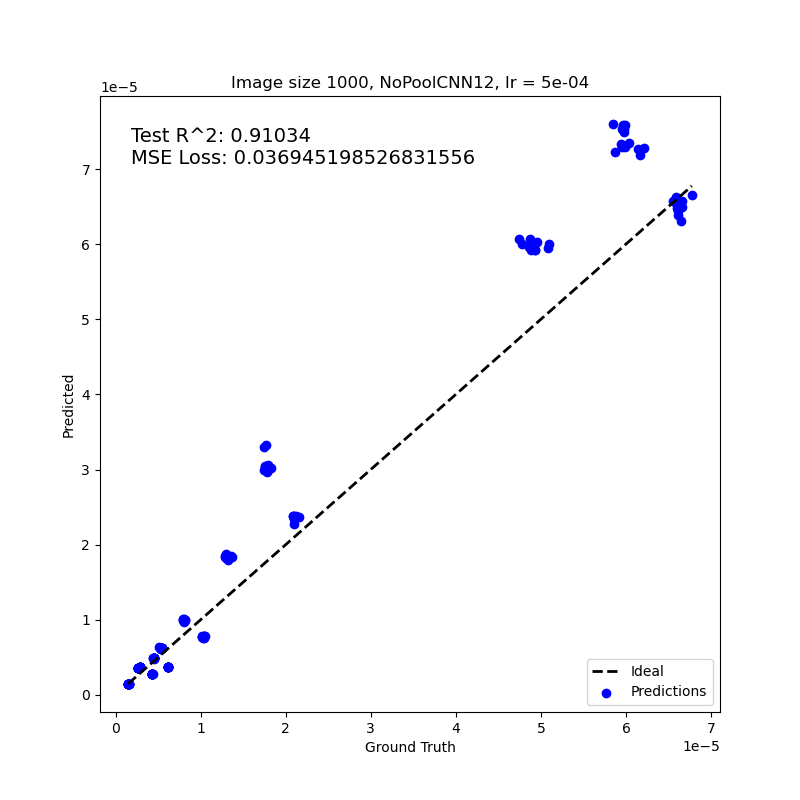 Image size 1000, NoPoolCNN12, lr = 5e-04
1e−5
Test R^2: 0.91034
MSE Loss: 0.036945198526831556
7
6
5
4
3
2
1
0
Predicted
Ideal
Predictions
0 1 2 3 4 5 6 7
1e−5
Ground Truth